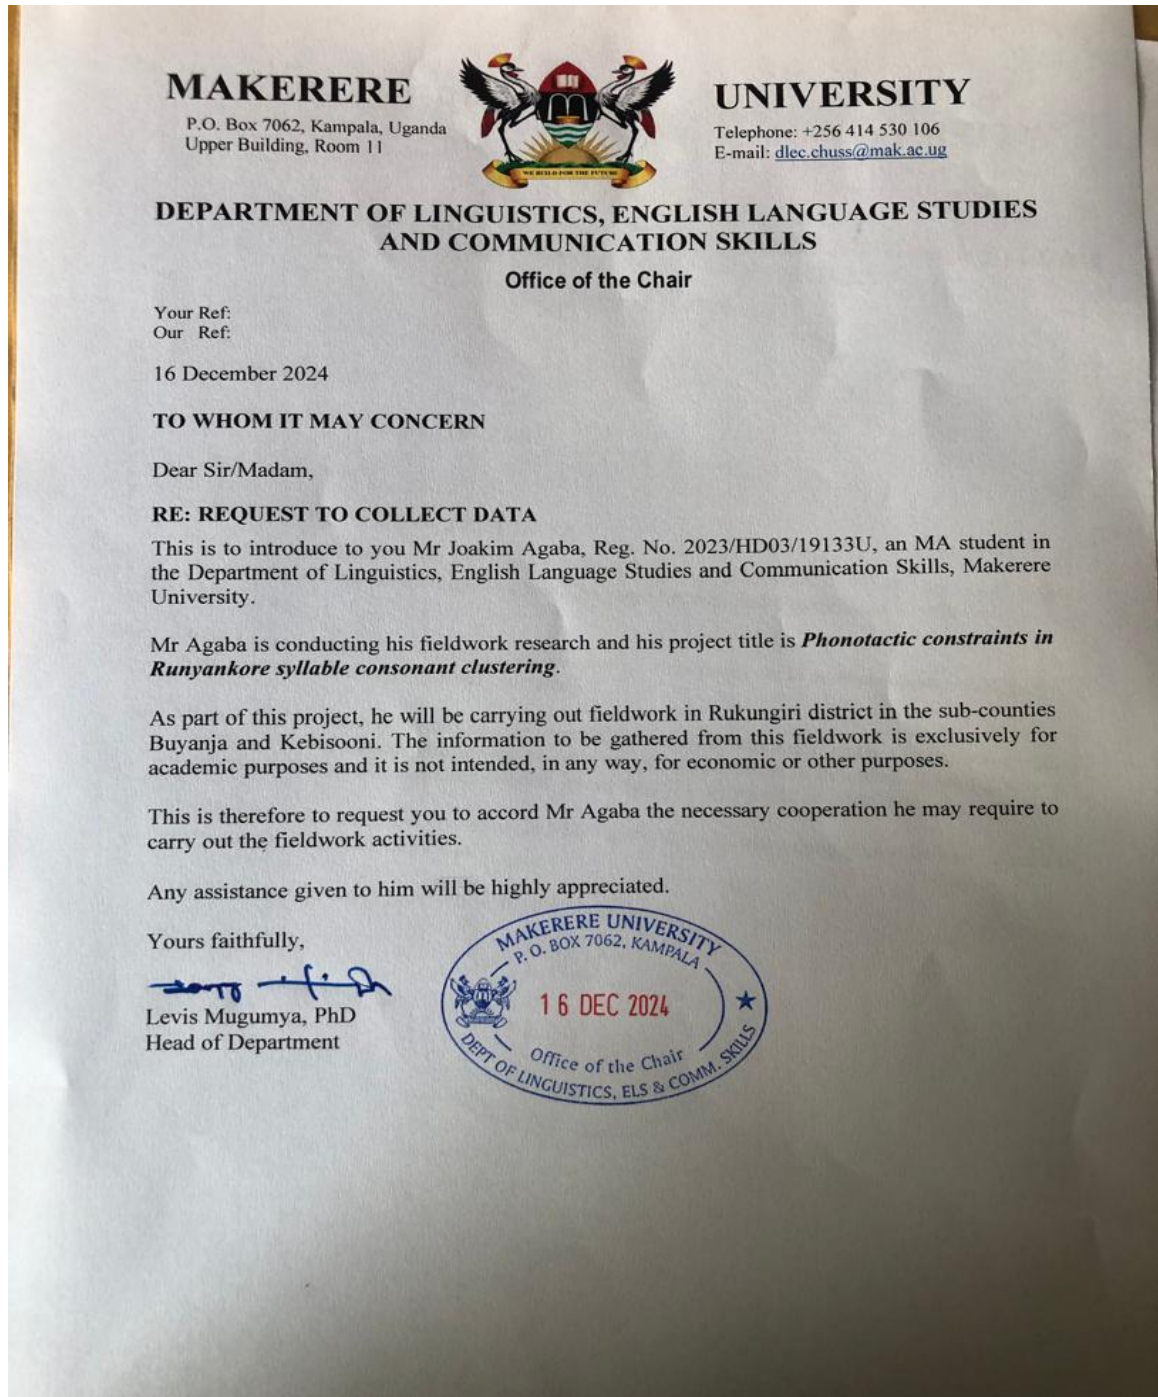 MAKERERE UNIVERSITY
P.O. Box 7062, Kampala, Uganda
Upper Building, Room 11
Telephone: +256 414 530 106
E-mail: dlec.chuss@mak.ac.ug
WE BUILD FOR THE FUTURE
DEPARTMENT OF LINGUISTICS, ENGLISH LANGUAGE STUDIES
AND COMMUNICATION SKILLS
Office of the Chair
Your Ref:
Our Ref:
16 December 2024
TO WHOM IT MAY CONCERN
Dear Sir/Madam,
RE: REQUEST TO COLLECT DATA
This is to introduce to you Mr Joakim Agaba, Reg. No. 2023/HD03/19133U, an MA student in
the Department of Linguistics, English Language Studies and Communication Skills, Makerere
University.
Mr Agaba is conducting his fieldwork research and his project title is Phonotactic constraints in
Runyankore syllable consonant clustering.
As part of this project, he will be carrying out fieldwork in Rukungiri district in the sub-counties
Buyanja and Kebisooni. The information to be gathered from this fieldwork is exclusively for
academic purposes and it is not intended, in any way, for economic or other purposes.
This is therefore to request you to accord Mr Agaba the necessary cooperation he may require to
carry out the fieldwork activities.
Any assistance given to him will be highly appreciated.
Yours faithfully,
Levis Mugumya, PhD
Head of Department
MAKERERE UNIVERSITY
P. O. BOX 7062, KAMPALA
16 DEC 2024
Office of the Chair
DEPT OF LINGUISTICS, ELS & COMM. SKILLS